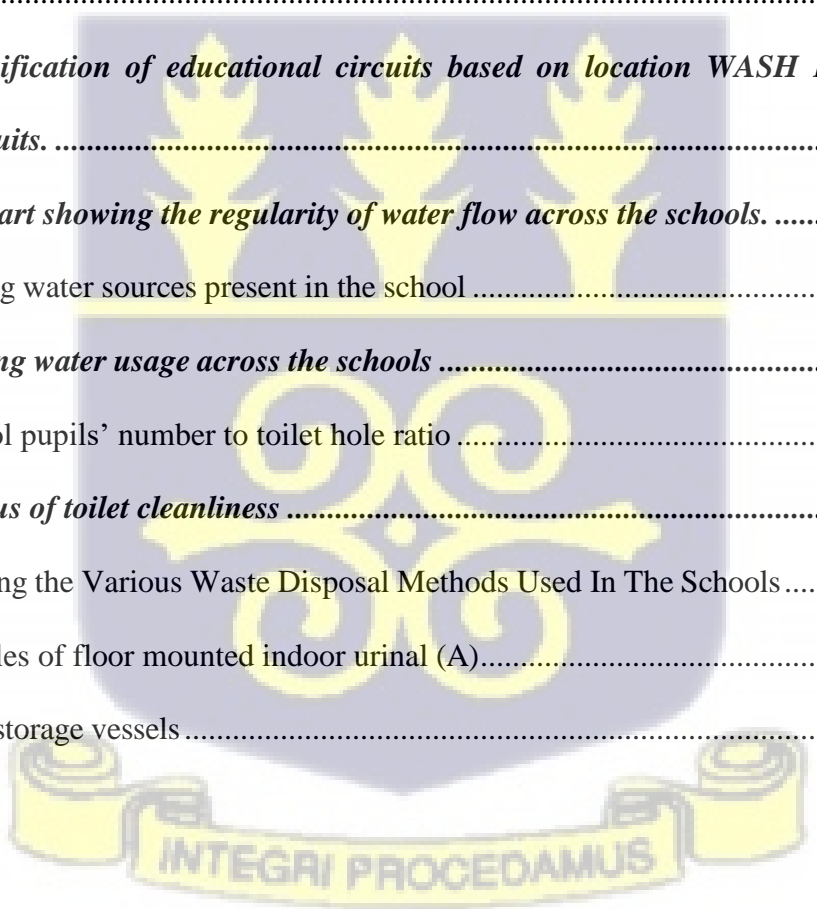 ification of educational circuits based on location WASH
uits. ..........................................................................................................
art showing the regularity of water flow across the schools. ......
g water sources present in the school .............................................
ng water usage across the schools ..................................................
ol pupils' number to toilet hole ratio ................................................
us of toilet cleanliness .....................................................................
ng the Various Waste Disposal Methods Used In The Schools ....
les of floor mounted indoor urinal (A)............................................
storage vessels ................................................................................
INTEGRI PROCEDAMUS